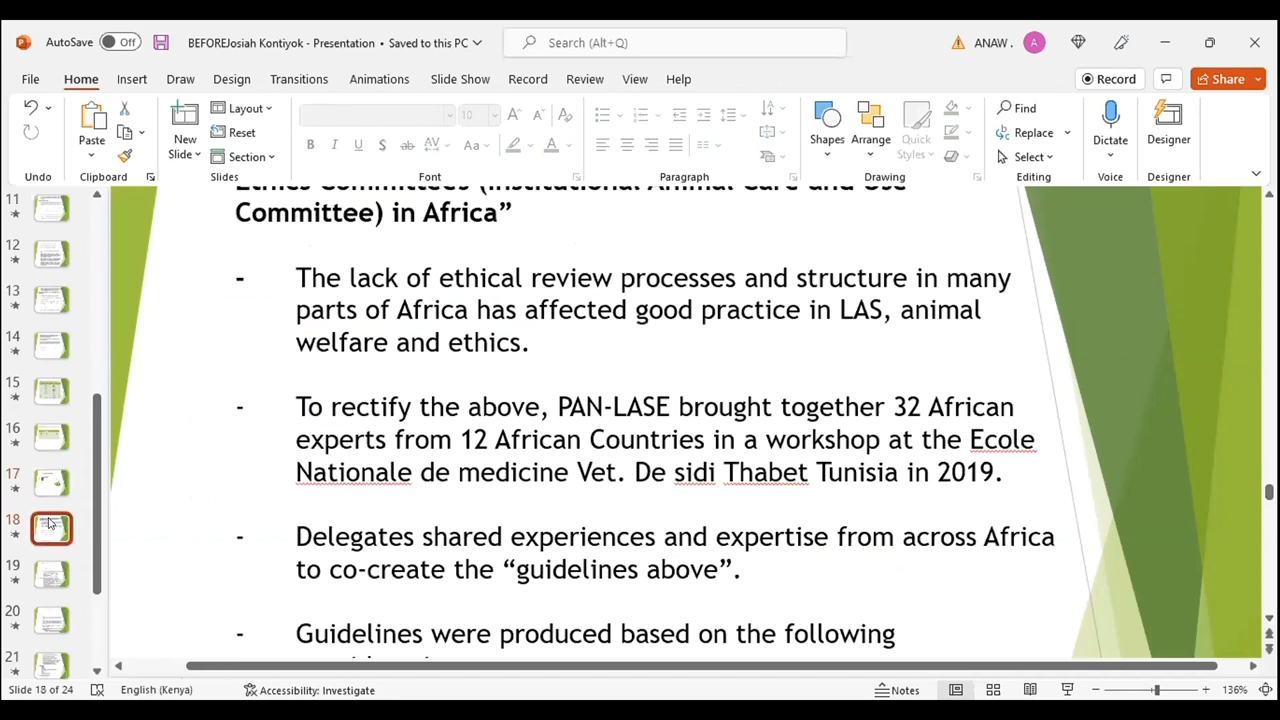 AutoSave Off BEFOREJosiah Kontiyok - Presentation • Saved to this PC Search (Alt+Q) ANAW . A
File Home Insert Draw Design Slide Show Transitions Animations Record Review View Help Record Share
Layout
Reset
Section
Paste New Slide 10
B I U S ab AV Aa A
Shapes Arrange Quick Styles
Find
Replace
Select
Dictate Designer
Undo Clipboard Slides Font Paragraph Drawing Editing Voice Designer
Ethics Committees (Institutional Animal Care and Use
Committee) in Africa”
- The lack of ethical review processes and structure in many
parts of Africa has affected good practice in LAS, animal
welfare and ethics.
- To rectify the above, PAN-LASE brought together 32 African
experts from 12 African Countries in a workshop at the Ecole
Nationale de medicine Vet. De sidi Thabet Tunisia in 2019.
- Delegates shared experiences and expertise from across Africa
to co-create the “guidelines above”.
- Guidelines were produced based on the following
11
12
13
14
15
16
17
18
19
20
21
Slide 18 of 24 English (Kenya) Accessibility: Investigate Notes 136%